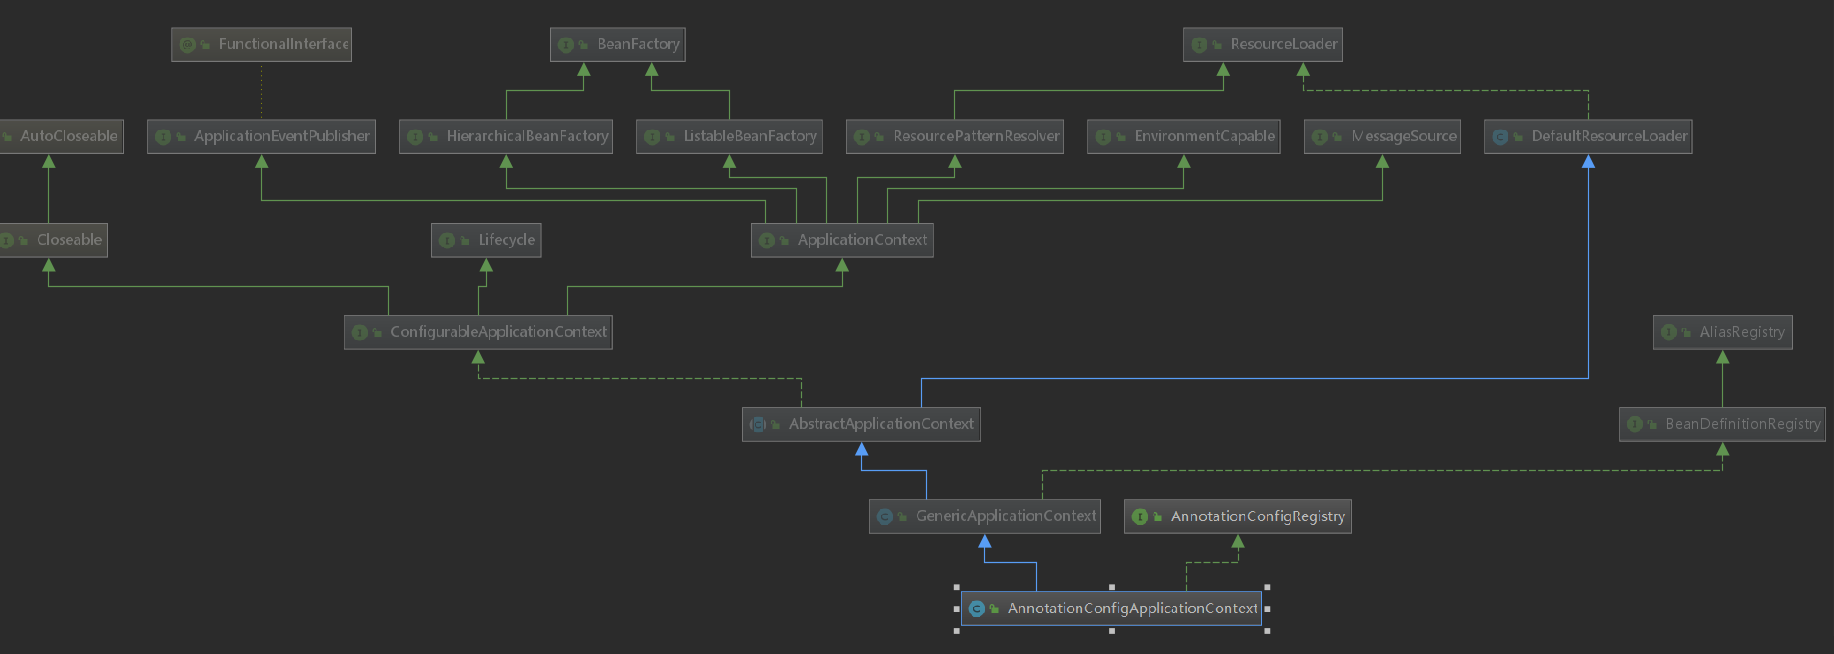 FunctionalInterface
BeanFactory
ResourceLoader
AutoCloseable
ApplicationEventPublisher
HierarchicalBeanFactory
ListableBeanFactory
ResourcePatternResolver
EnvironmentCapable
MessageSource
DefaultResourceLoader
Closeable
Lifecycle
ApplicationContext
ConfigurableApplicationContext
AliasRegistry
AbstractApplicationContext
BeanDefinitionRegistry
GenericApplicationContext
AnnotationConfigRegistry
AnnotationConfigApplicationContext